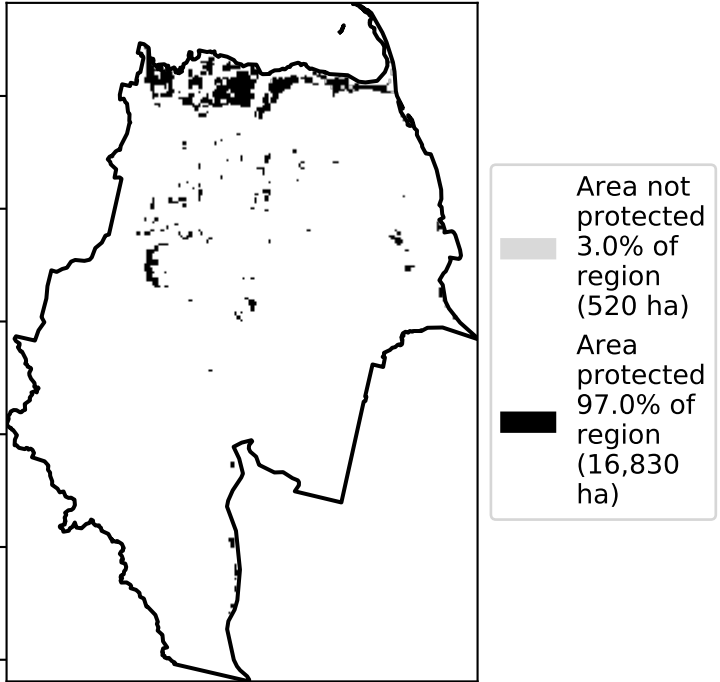 Area not
protected
3.0% of
region
(520 ha)
Area
protected
97.0% of
region
(16,830
ha)